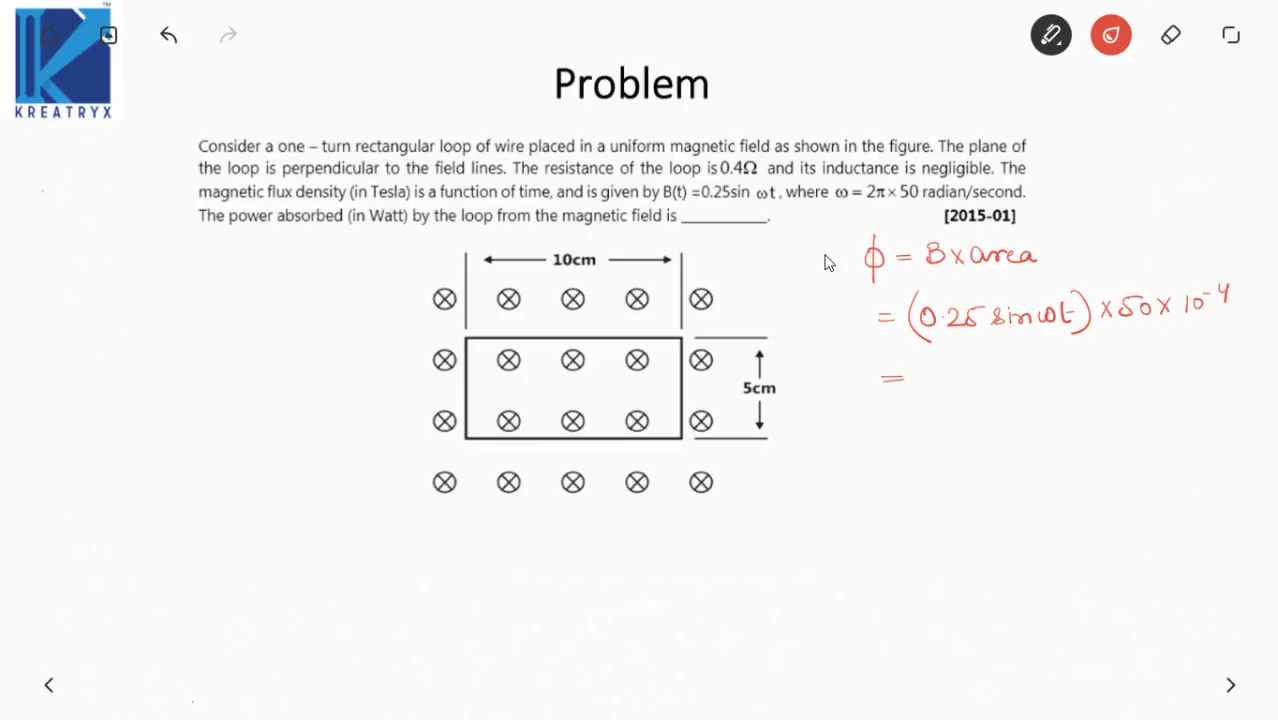 TM
KREATRYX
Problem
Consider a one – turn rectangular loop of wire placed in a uniform magnetic field as shown in the figure. The plane of
the loop is perpendicular to the field lines. The resistance of the loop is 0.4Ω and its inductance is negligible. The
magnetic flux density (in Tesla) is a function of time, and is given by B(t) =0.25sin ωt, where ω = 2π × 50 radian/second.
The power absorbed (in Watt) by the loop from the magnetic field is __________.
[2015-01]
10cm
5cm
ϕ = B × area
= (0.25 sin ωt) × 50 × 10⁻⁴
=